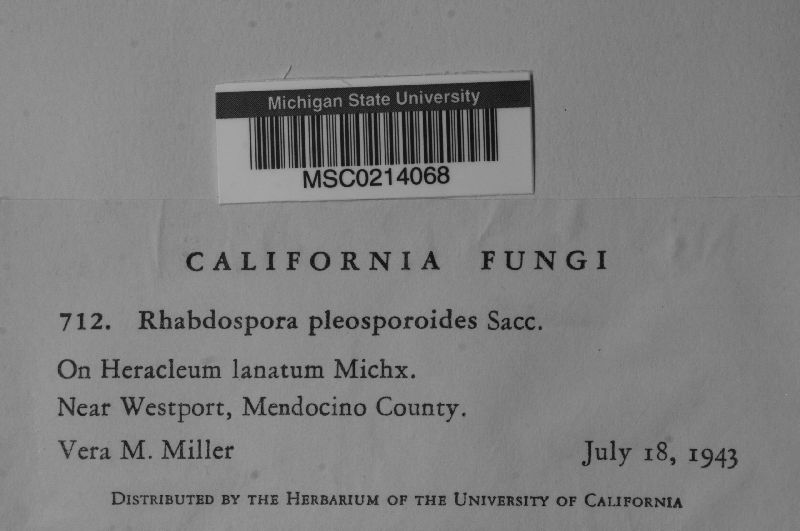 Michigan State University
MSC0214068
CALIFORNIA FUNGI
712. Rhabdospora pleosporoides Sacc.
On Heracleum lanatum Michx.
Near Westport, Mendocino County.
Vera M. Miller July 18, 1943
DISTRIBUTED BY THE HERBARIUM OF THE UNIVERSITY OF CALIFORNIA